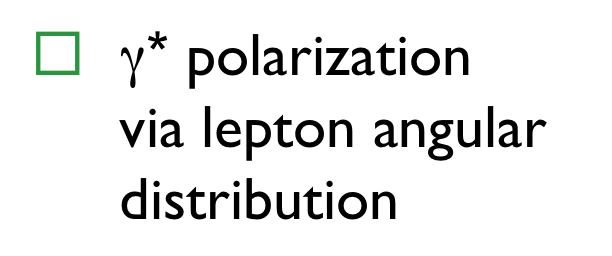 γ* polarization
via lepton angular
distribution